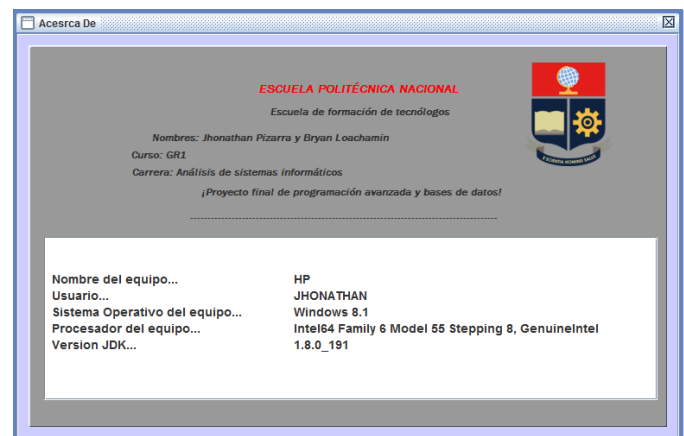 Acesrca De
ESCUELA POLITÉCNICA NACIONAL
Escuela de formación de tecnólogos
Nombres: Jhonathan Pizarra y Bryan Loachamin
Curso: GR1
Carrera: Análisis de sistemas informáticos
¡Proyecto final de programación avanzada y bases de datos!
E SCIENTIA HOMINIS SALUS
Nombre del equipo... HP
Usuario... JHONATHAN
Sistema Operativo del equipo... Windows 8.1
Procesador del equipo... Intel64 Family 6 Model 55 Stepping 8, GenuineIntel
Version JDK... 1.8.0_191